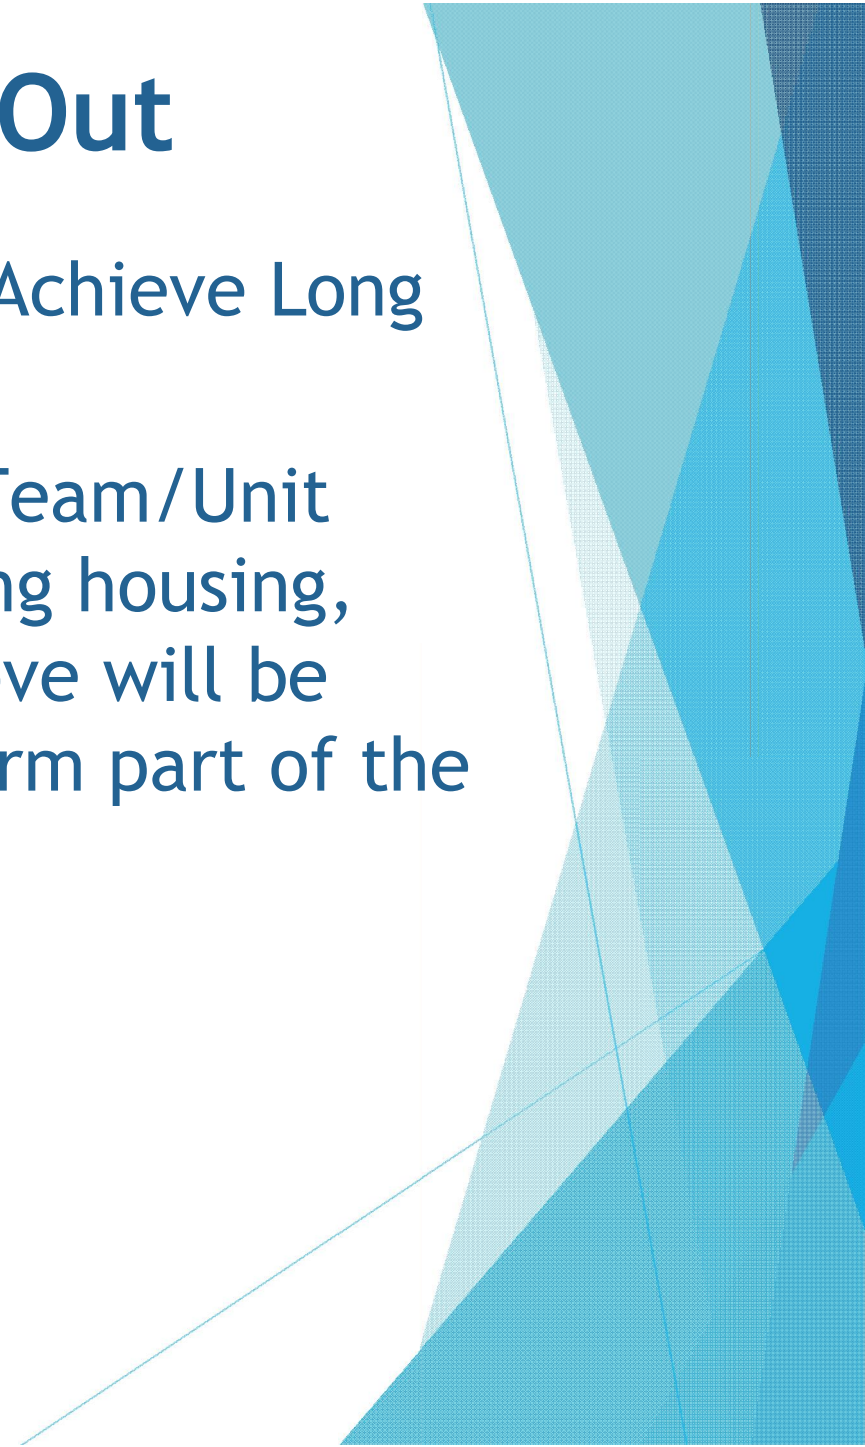 Out
Achieve Long
Team/Unit
ng housing,
ve will be
rm part of the